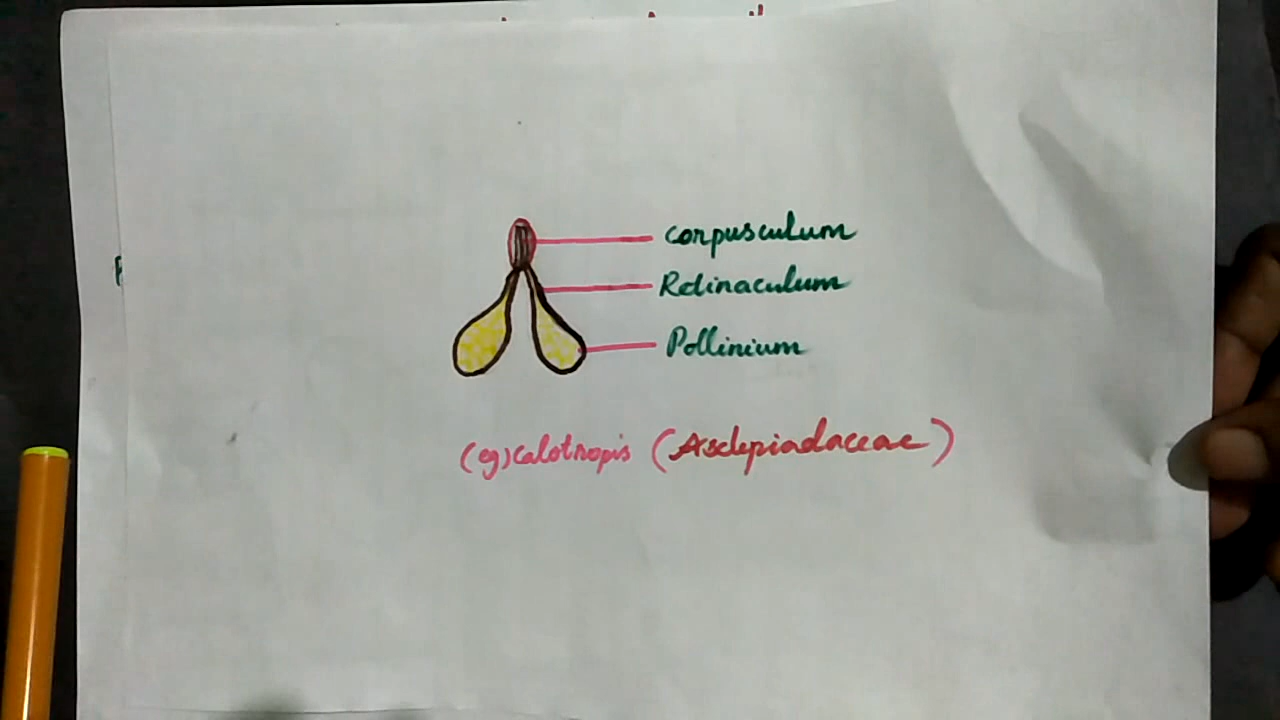 corpusculum
Retinaculum
Pollinium
(eg) calotropis (Asclepiadaceae)